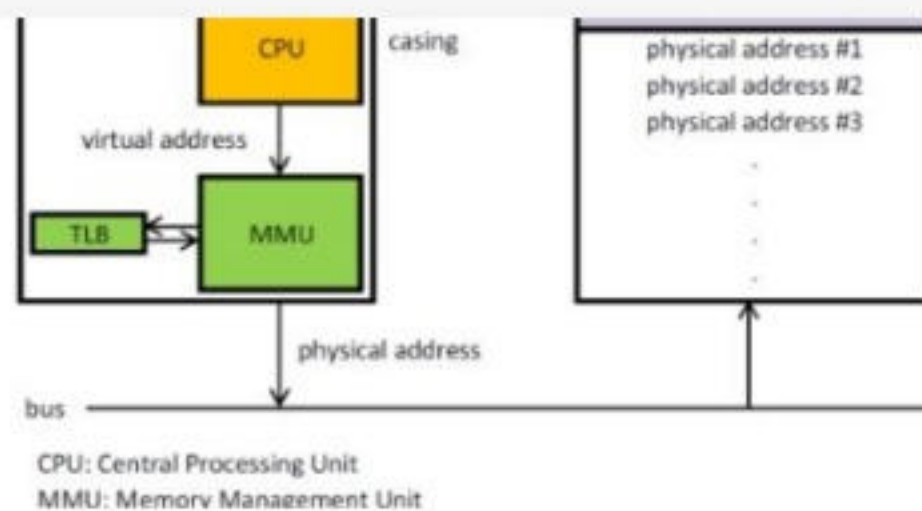 CPU
casing
virtual address
TLB
MMU
physical address
bus
physical address #1
physical address #2
physical address #3
CPU: Central Processing Unit
MMU: Memory Management Unit